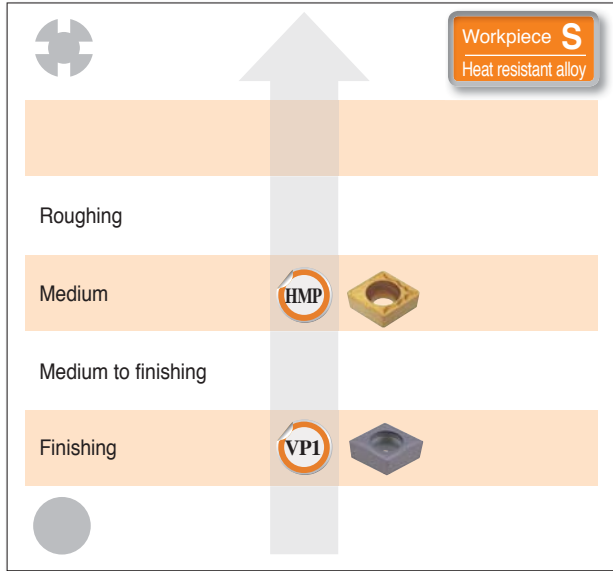 Workpiece S
Heat resistant alloy
Roughing
Medium
HMP
Medium to finishing
Finishing
VP1